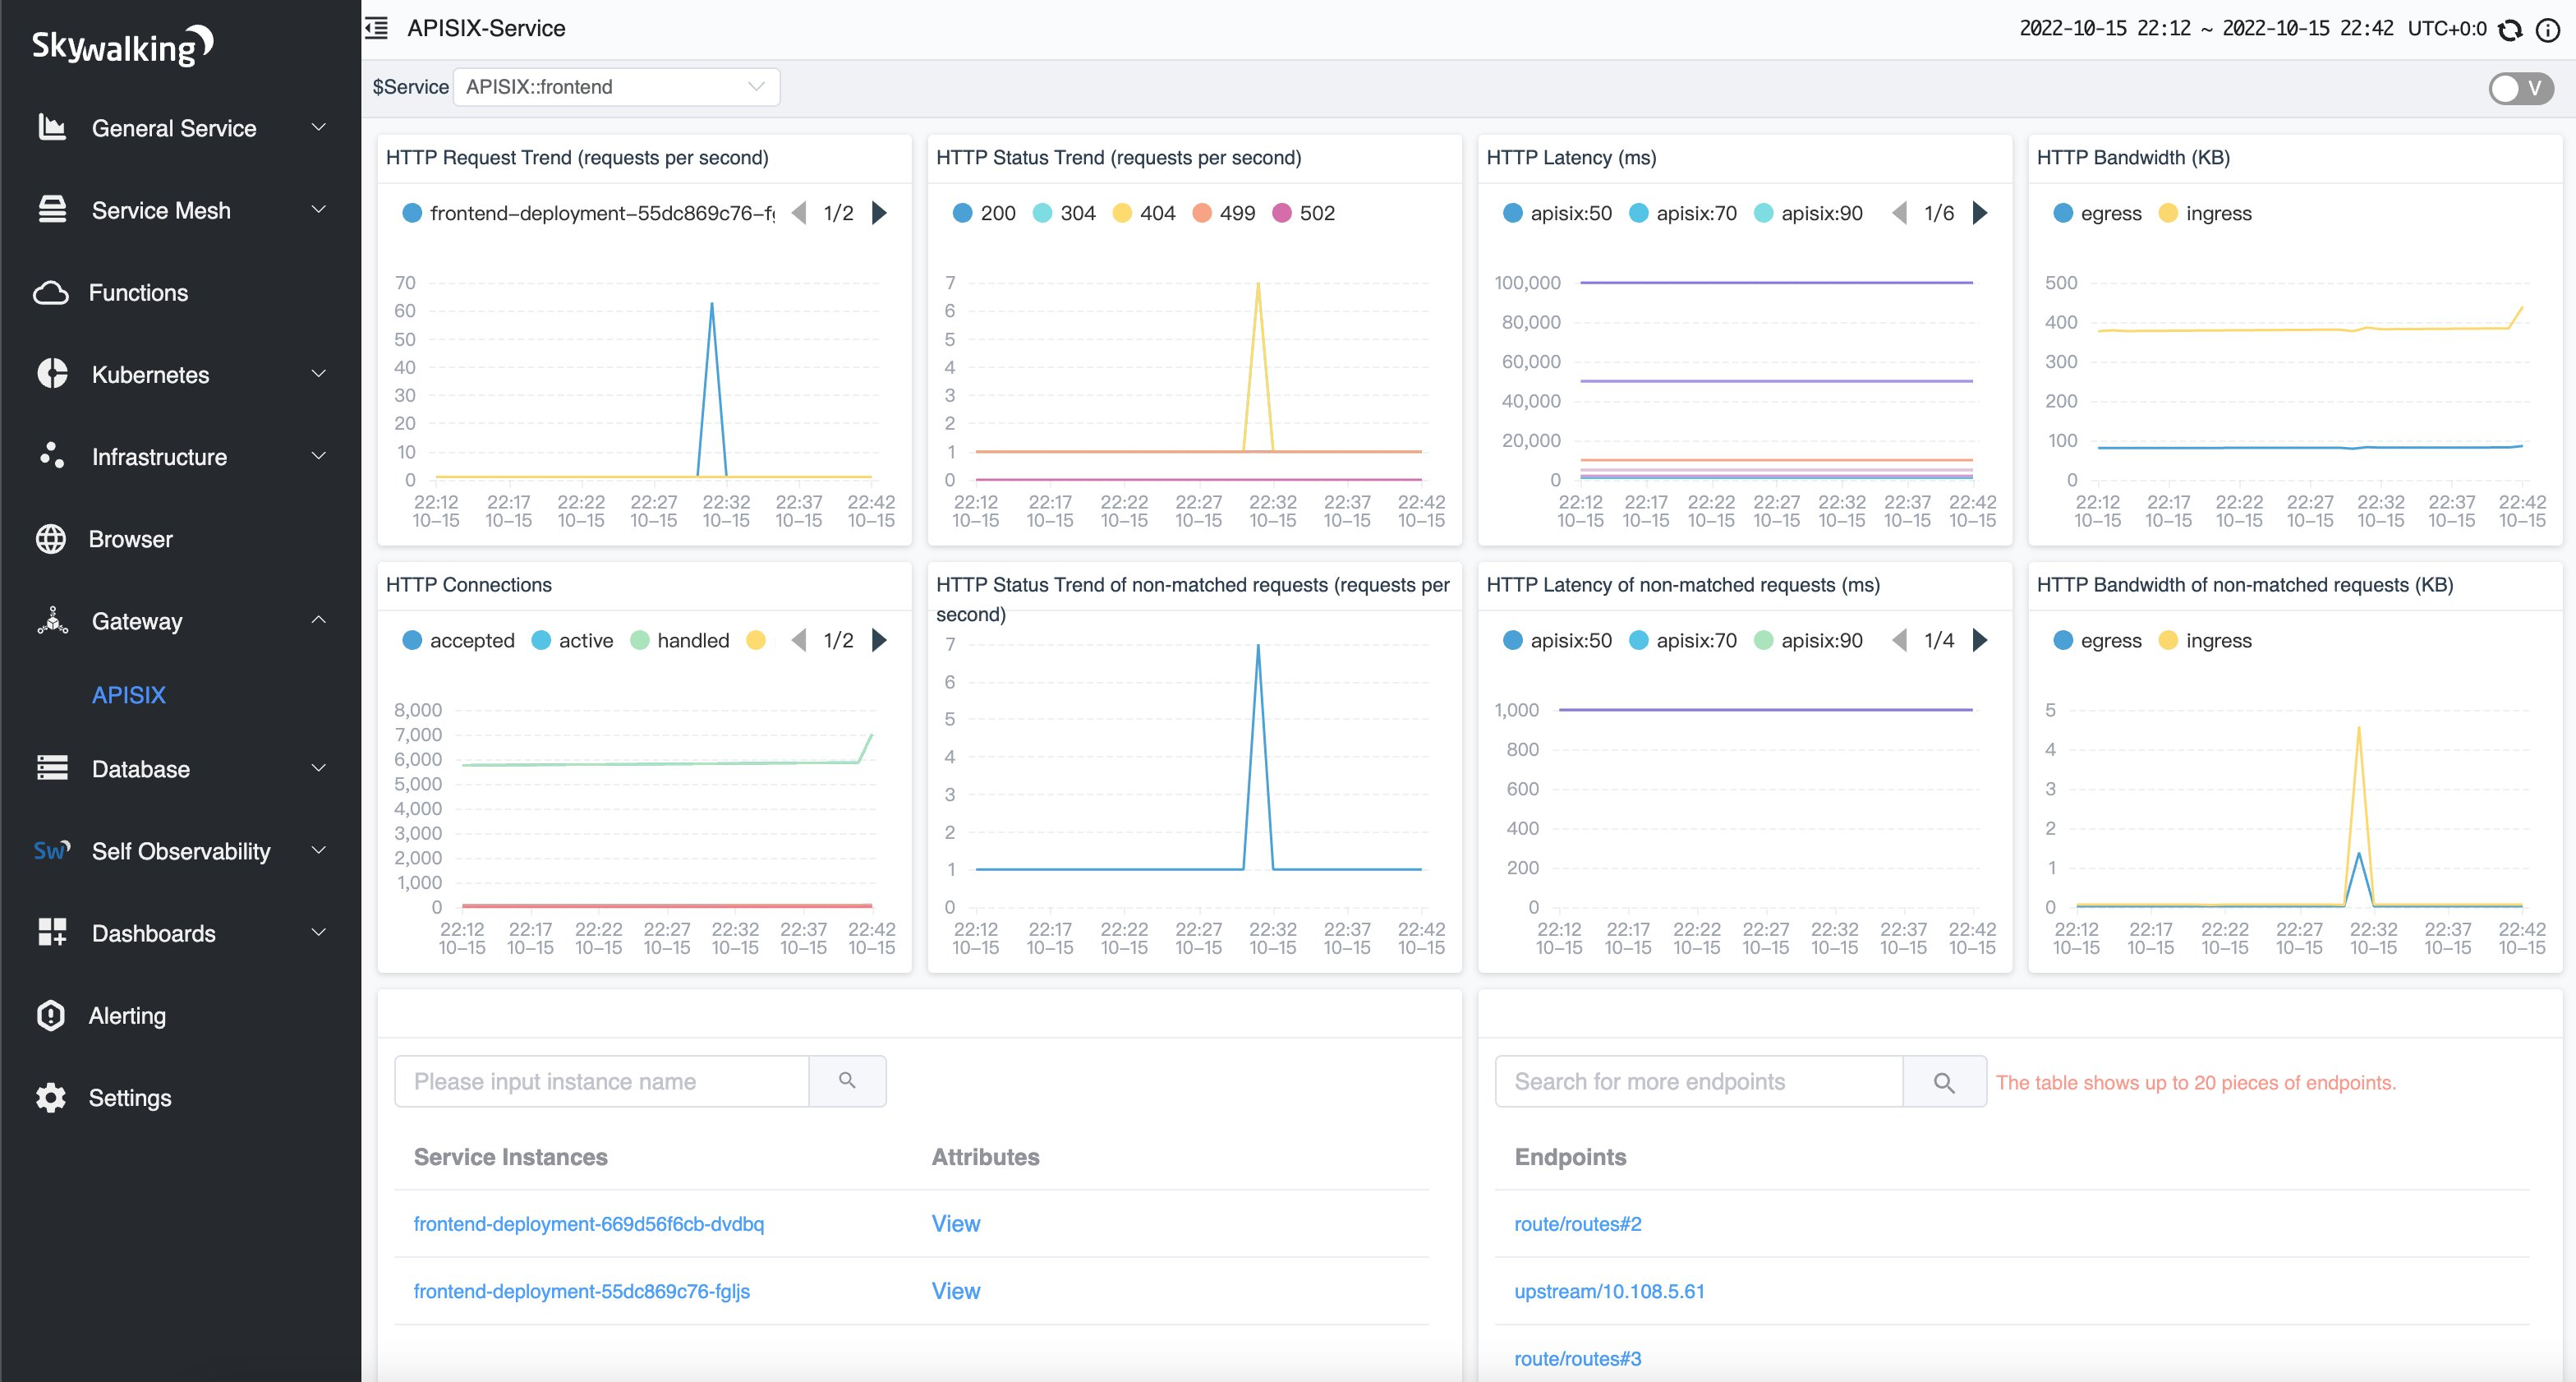 Skywalking
General Service
Service Mesh
Functions
Kubernetes
Infrastructure
Browser
Gateway
APISIX
Database
Sw
Self Observability
Dashboards
Alerting
Settings
APISIX-Service
2022-10-15 22:12 ~ 2022-10-15 22:42 UTC+0:0
$Service APISIX::frontend
V
HTTP Request Trend (requests per second)
frontend–deployment–55dc869c76–f
1/2
70
60
50
40
30
20
10
0
22:12 22:17 22:22 22:27 22:32 22:37 22:42
10–15 10–15 10–15 10–15 10–15 10–15 10–15
HTTP Status Trend (requests per second)
200 304 404 499 502
7
6
5
4
3
2
1
0
22:12 22:17 22:22 22:27 22:32 22:37 22:42
10–15 10–15 10–15 10–15 10–15 10–15 10–15
HTTP Latency (ms)
apisix:50 apisix:70 apisix:90 1/6
100,000
80,000
60,000
40,000
20,000
0
22:12 22:17 22:22 22:27 22:32 22:37 22:42
10–15 10–15 10–15 10–15 10–15 10–15 10–15
HTTP Bandwidth (KB)
egress ingress
500
400
300
200
100
0
22:12 22:17 22:22 22:27 22:32 22:37 22:42
10–15 10–15 10–15 10–15 10–15 10–15 10–15
HTTP Connections
accepted active handled 1/2
8,000
7,000
6,000
5,000
4,000
3,000
2,000
1,000
0
22:12 22:17 22:22 22:27 22:32 22:37 22:42
10–15 10–15 10–15 10–15 10–15 10–15 10–15
HTTP Status Trend of non-matched requests (requests per
second)
7
6
5
4
3
2
1
0
22:12 22:17 22:22 22:27 22:32 22:37 22:42
10–15 10–15 10–15 10–15 10–15 10–15 10–15
HTTP Latency of non-matched requests (ms)
apisix:50 apisix:70 apisix:90 1/4
1,000
800
600
400
200
0
22:12 22:17 22:22 22:27 22:32 22:37 22:42
10–15 10–15 10–15 10–15 10–15 10–15 10–15
HTTP Bandwidth of non-matched requests (KB)
egress ingress
5
4
3
2
1
0
22:12 22:17 22:22 22:27 22:32 22:37 22:42
10–15 10–15 10–15 10–15 10–15 10–15 10–15
Please input instance name
Service Instances Attributes
frontend-deployment-669d56f6cb-dvdbq View
frontend-deployment-55dc869c76-fgljs View
Search for more endpoints
The table shows up to 20 pieces of endpoints.
Endpoints
route/routes#2
upstream/10.108.5.61
route/routes#3